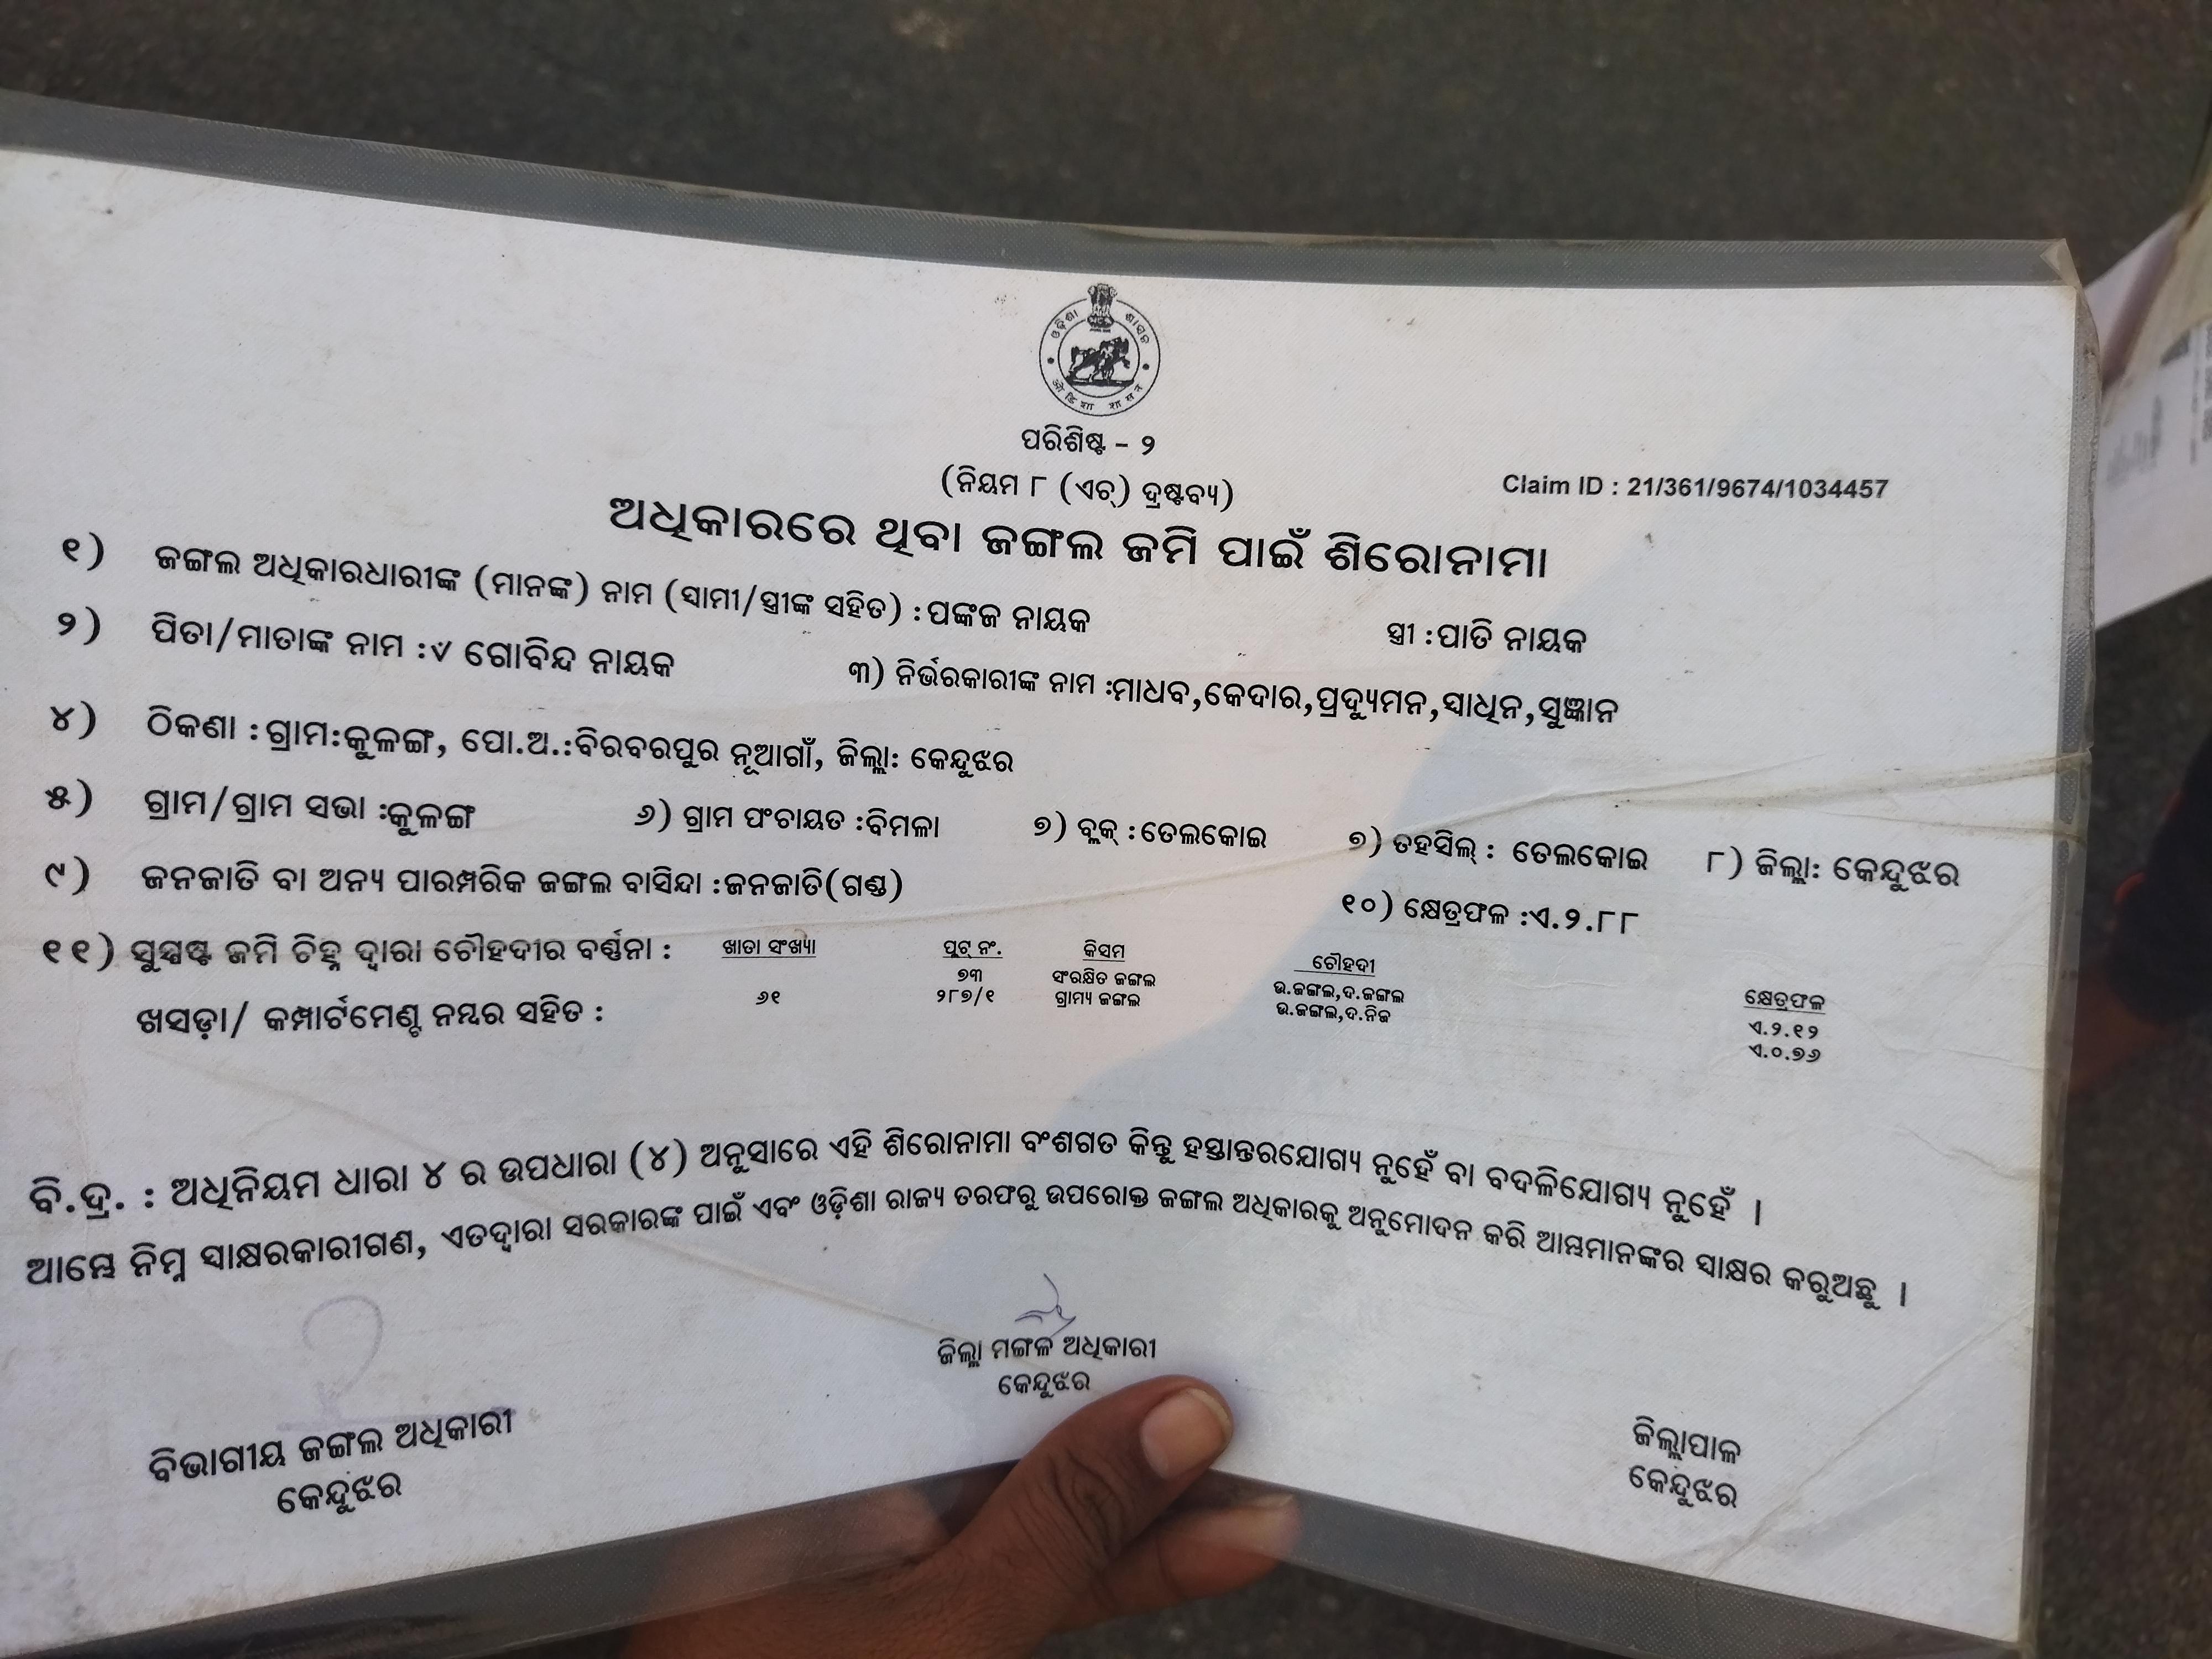 ଓଡ଼ିଶା ଶାସନ
ओडिशा शासन
ପରିଶିଷ୍ଟ - ୨
(ନିୟମ ୮ (ଏଚ୍) ଦ୍ରଷ୍ଟବ୍ୟ)
Claim ID : 21/361/9674/1034457
ଅଧିକାରରେ ଥିବା ଜଙ୍ଗଲ ଜମି ପାଇଁ ଶିରୋନାମା
୧) ଜଙ୍ଗଲ ଅଧିକାରଧାରୀଙ୍କ (ମାନଙ୍କ) ନାମ (ସ୍ୱାମୀ/ସ୍ତ୍ରୀଙ୍କ ସହିତ) : ପଙ୍କଜ ନାୟକ ସ୍ତ୍ରୀ : ପାତି ନାୟକ
୨) ପିତା/ମାତାଙ୍କ ନାମ : ୰ ଗୋବିନ୍ଦ ନାୟକ ୩) ନିର୍ଭରକାରୀଙ୍କ ନାମ :ମାଧବ,କେଦାର,ପ୍ରଦ୍ୟୁମନ,ସ୍ୱାଧିନ,ସୁଜ୍ଞାନ
୪) ଠିକଣା : ଗ୍ରାମ:କୁଳଙ୍ଗ, ପୋ.ଅ.:ବିରବରପୁର ନୂଆଗାଁ, ଜିଲ୍ଲା: କେନ୍ଦୁଝର
୫) ଗ୍ରାମ/ଗ୍ରାମ ସଭା :କୁଳଙ୍ଗ ୬) ଗ୍ରାମ ପଂଚାୟତ :ବିମଳା ୭) ବ୍ଲକ୍ : ତେଲକୋଇ ୭) ତହସିଲ୍ : ତେଲକୋଇ ୮) ଜିଲ୍ଲା: କେନ୍ଦୁଝର
୯) ଜନଜାତି ବା ଅନ୍ୟ ପାରମ୍ପରିକ ଜଙ୍ଗଲ ବାସିନ୍ଦା :ଜନଜାତି(ଗଣ୍ଡ) ୧୦) କ୍ଷେତ୍ରଫଳ :ଏ.୨.୮୮
୧୧) ସୁସ୍ପଷ୍ଟ ଜମି ଚିହ୍ନ ଦ୍ୱାରା ଚୌହଦୀର ବର୍ଣ୍ଣନା : ଖାତା ସଂଖ୍ୟା ପ୍ଲଟ୍ ନଂ. କିସମ ଚୌହଦୀ କ୍ଷେତ୍ରଫଳ
୭୩ ସଂରକ୍ଷିତ ଜଙ୍ଗଲ ଉ.ଜଙ୍ଗଲ,ଦ.ଜଙ୍ଗଲ ଏ.୨.୧୨
ଖସଡ଼ା/ କମ୍ପାର୍ଟମେଣ୍ଟ ନମ୍ବର ସହିତ : ୬୧ ୨୮୭/୧ ଗ୍ରାମ୍ୟ ଜଙ୍ଗଲ ଉ.ଜଙ୍ଗଲ,ଦ.ନିଜ ଏ.୦.୭୬
ବି.ଦ୍ର. : ଅଧିନିୟମ ଧାରା ୪ ର ଉପଧାରା (୪) ଅନୁସାରେ ଏହି ଶିରୋନାମା ବଂଶଗତ କିନ୍ତୁ ହସ୍ତାନ୍ତରଯୋଗ୍ୟ ନୁହେଁ ବା ବଦଳିଯୋଗ୍ୟ ନୁହେଁ ।
ଆମ୍ଭେ ନିମ୍ନ ସ୍ୱାକ୍ଷରକାରୀଗଣ, ଏତଦ୍ୱାରା ସରକାରଙ୍କ ପାଇଁ ଏବଂ ଓଡ଼ିଶା ରାଜ୍ୟ ତରଫରୁ ଉପରୋକ୍ତ ଜଙ୍ଗଲ ଅଧିକାରକୁ ଅନୁମୋଦନ କରି ଆମ୍ଭମାନଙ୍କର ସ୍ୱାକ୍ଷର କରୁଅଛୁ ।
ବିଭାଗୀୟ ଜଙ୍ଗଲ ଅଧିକାରୀ
କେନ୍ଦୁଝର
ଜିଲ୍ଲା ମଙ୍ଗଳ ଅଧିକାରୀ
କେନ୍ଦୁଝର
ଜିଲ୍ଲାପାଳ
କେନ୍ଦୁଝର